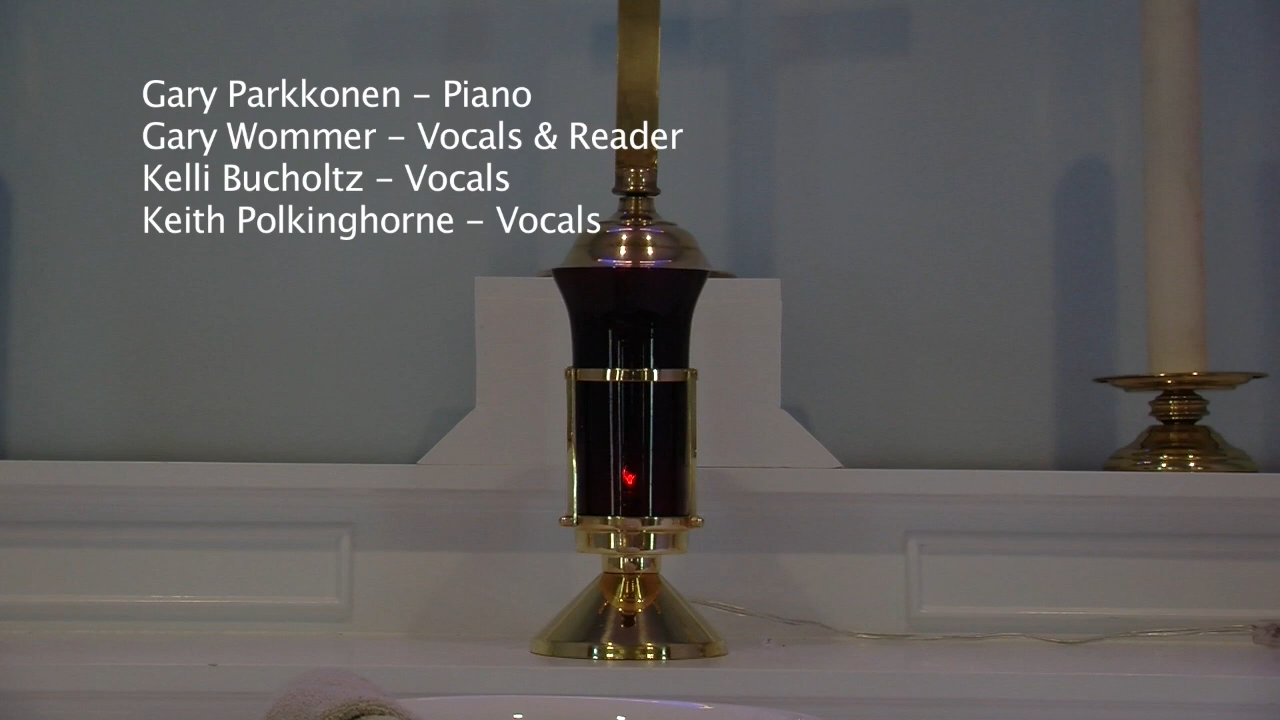 Gary Parkkonen – Piano
Gary Wommer – Vocals & Reader
Kelli Bucholtz – Vocals
Keith Polkinghorne – Vocals